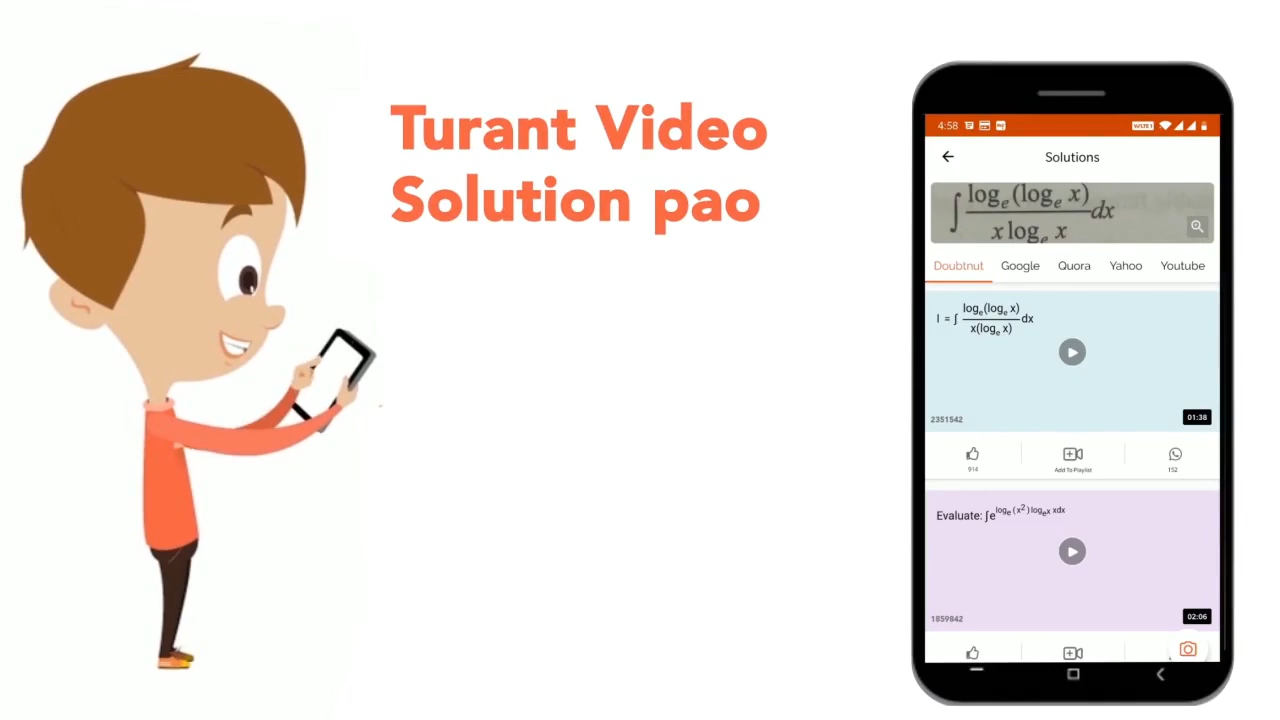 Turant Video
Solution pao
4:58
VoLTE1
Solutions
∫ logₑ(logₑ x) / x logₑ x dx
Doubtnut Google Quora Yahoo Youtube
I = ∫ logₑ(logₑ x) / x(logₑ x) dx
2351542
01:38
914
Add To Playlist
152
Evaluate: ∫e^logₑ(x²)logₑx xdx
1859842
02:06